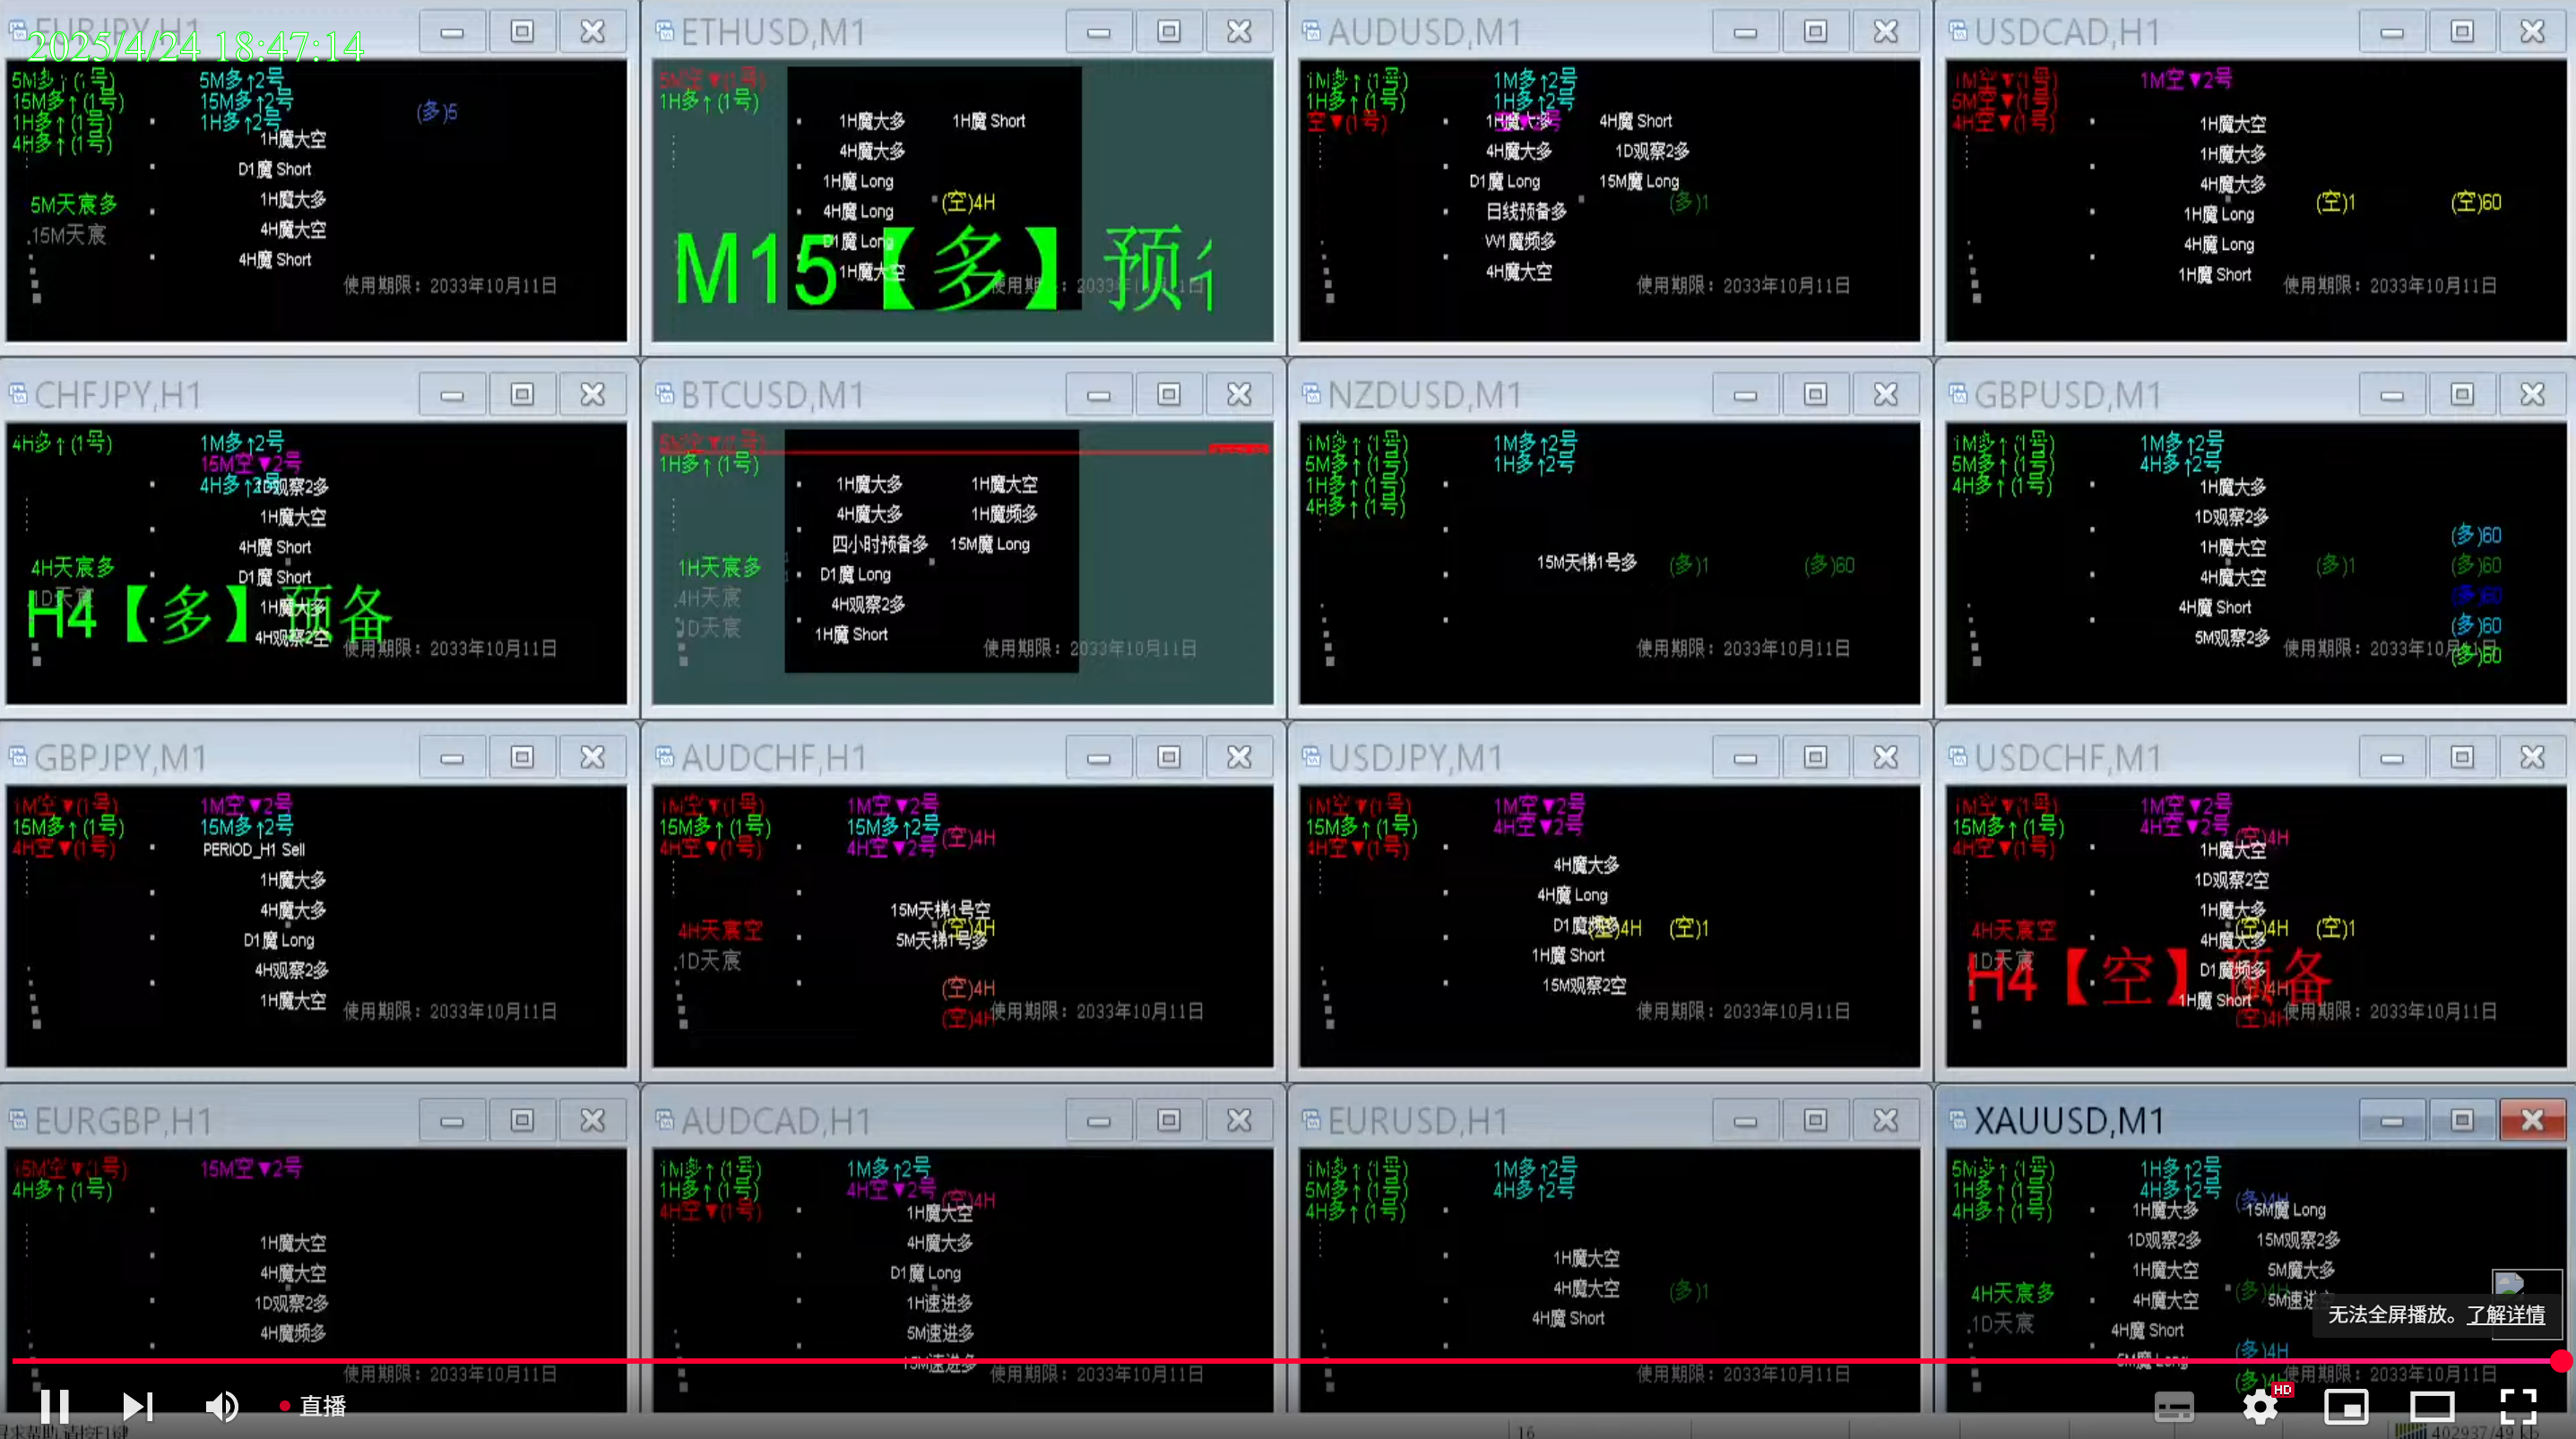 EURJPY,H1
2025/4/24 18:47:14
5M多↑(1号) 5M多↑2号
15M多↑(1号) 15M多↑2号 (多)5
1H多↑(1号) 1H多↑2号
4H多↑(1号) 1H魔大空
D1魔 Short
5M天宸多 1H魔大多
.15M天宸 4H魔大空
4H魔 Short
使用期限：2033年10月11日
ETHUSD,M1
5M空▼(1号)
1H多↑(1号)
1H魔大多 1H魔 Short
4H魔大多
1H魔 Long
4H魔 Long (空)4H
D1魔 Long
1H魔大空
M15【多】预
AUDUSD,M1
1M多↑(1号) 1M多↑2号
1H多↑(1号) 1H多↑2号
空▼(1号) 1H魔大多 4H魔 Short
4H魔大多 1D观察2多
D1魔 Long 15M魔 Long
日线预备多 (多)1
W1魔频多
4H魔大空
使用期限：2033年10月11日
USDCAD,H1
1M空▼(1号) 1M空▼2号
5M空▼(1号)
4H空▼(1号) 1H魔大空
1H魔大多
4H魔大多 (空)1 (空)60
1H魔 Long
4H魔 Long
1H魔 Short
使用期限：2033年10月11日
CHFJPY,H1
4H多↑(1号) 1M多↑2号
15M空▼2号
4H多↑2号 1D观察2多
1H魔大空
4H魔 Short
4H天宸多 D1魔 Short
1D天宸 1H魔大多
H4【多】预备
4H观察2空
使用期限：2033年10月11日
BTCUSD,M1
5M空▼(1号)
1H多↑(1号)
1H魔大多 1H魔大空
4H魔大多 1H魔频多
四小时预备多 15M魔 Long
1H天宸多 D1魔 Long
.4H天宸 4H观察2多
1D天宸 1H魔 Short
使用期限：2033年10月11日
NZDUSD,M1
1M多↑(1号) 1M多↑2号
5M多↑(1号) 1H多↑2号
1H多↑(1号)
4H多↑(1号)
15M天梯1号多 (多)1 (多)60
使用期限：2033年10月11日
GBPUSD,M1
1M多↑(1号) 1M多↑2号
5M多↑(1号) 4H多↑2号
4H多↑(1号) 1H魔大多
1D观察2多 (多)60
1H魔大空 (多)1 (多)60
4H魔大空 (多)60
4H魔 Short (多)60
5M观察2多 (多)60
使用期限：2033年10月11日
GBPJPY,M1
1M空▼(1号) 1M空▼2号
15M多↑(1号) 15M多↑2号
4H空▼(1号) PERIOD_H1 Sell
1H魔大多
4H魔大多
D1魔 Long
4H观察2多
1H魔大空
使用期限：2033年10月11日
AUDCHF,H1
1M空▼(1号) 1M空▼2号
15M多↑(1号) 15M多↑2号 (空)4H
4H空▼(1号) 4H空▼2号
15M天梯1号空
4H天宸空 (空)4H
5M天梯1号多
.1D天宸
(空)4H
(空)4H
使用期限：2033年10月11日
USDJPY,M1
1M空▼(1号) 1M空▼2号
15M多↑(1号) 4H空▼2号
4H空▼(1号)
4H魔大多
4H魔 Long
D1魔频多 (空)4H (空)1
1H魔 Short
15M观察2空
使用期限：2033年10月11日
USDCHF,M1
1M空▼(1号) 1M空▼2号
15M多↑(1号) 4H空▼2号 (空)4H
4H空▼(1号) 1H魔大空
1D观察2空
1H魔大多
4H天宸空 (空)4H (空)1
4H魔大多
1D天宸 D1魔频多
H4【空】预备
(空)4H
1H魔 Short
(空)4H
使用期限：2033年10月11日
EURGBP,H1
15M空▼(1号) 15M空▼2号
4H多↑(1号)
1H魔大空
4H魔大空
1D观察2多
4H魔频多
使用期限：2033年10月11日
AUDCAD,H1
1M多↑(1号) 1M多↑2号
1H多↑(1号) 4H空▼2号 (空)4H
4H空▼(1号) 1H魔大空
4H魔大多
D1魔 Long
1H速进多
5M速进多
15M速进多
使用期限：2033年10月11日
EURUSD,H1
1M多↑(1号) 1M多↑2号
5M多↑(1号) 4H多↑2号
4H多↑(1号)
1H魔大空
4H魔大空 (多)1
4H魔 Short
使用期限：2033年10月11日
XAUUSD,M1
5M多↑(1号) 1H多↑2号
1H多↑(1号) 4H多↑2号 (多)4H
4H多↑(1号) 1H魔大多 15M魔 Long
1D观察2多 15M观察2多
1H魔大空 5M魔大多
4H天宸多 4H魔大空 (多)4H 5M速进
.1D天宸 4H魔 Short
无法全屏播放。了解详情
5M魔 Long (多)4H
(多)4H
使用期限：2033年10月11日
直播
HD
16